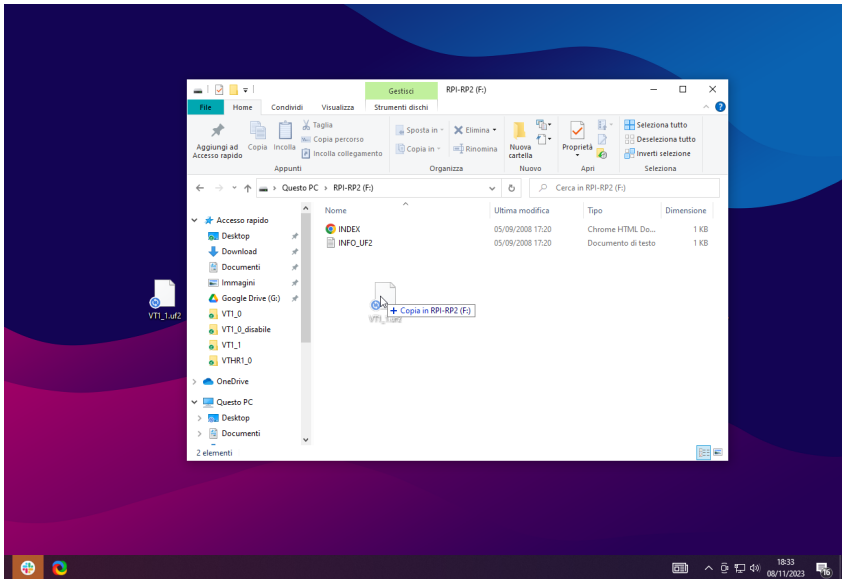 Gestisci RPI-RP2 (F:)
File Home Condividi Visualizza Strumenti dischi
Aggiungi ad Accesso rapido
Copia
Incolla
Taglia
Copia percorso
Incolla collegamento
Appunti
Sposta in
Copia in
Elimina
Rinomina
Organizza
Nuova cartella
Nuovo
Proprietà
Apri
Seleziona tutto
Deseleziona tutto
Inverti selezione
Seleziona
Questo PC > RPI-RP2 (F:)
Cerca in RPI-RP2 (F:)
Nome Ultima modifica Tipo Dimensione
INDEX 05/09/2008 17:20 Chrome HTML Do... 1 KB
INFO_UF2 05/09/2008 17:20 Documento di testo 1 KB
Accesso rapido
Desktop
Download
Documenti
Immagini
Google Drive (G:)
VT1_0
VT1_0_disabile
VT1_1
VTHR1_0
OneDrive
Questo PC
Desktop
Documenti
2 elementi
VT1_1.uf2
+ Copia in RPI-RP2 (F:)
VT1_1.uf2
18:33
08/11/2023
16